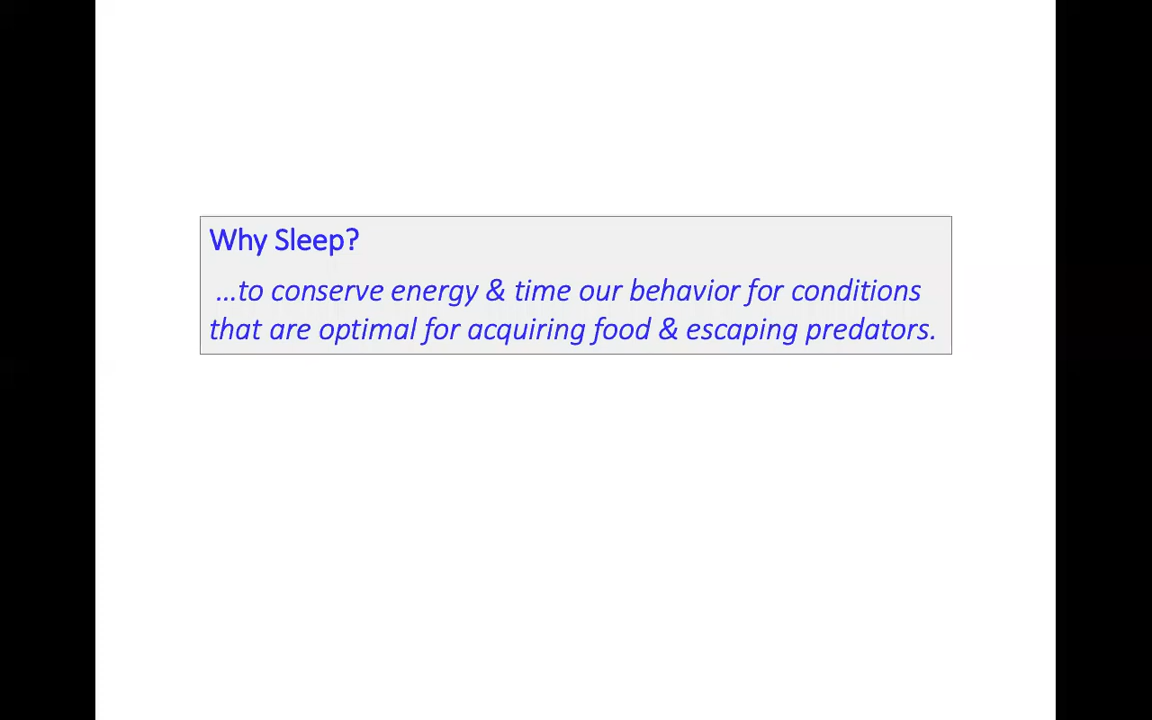 Why Sleep?
…to conserve energy & time our behavior for conditions
that are optimal for acquiring food & escaping predators.